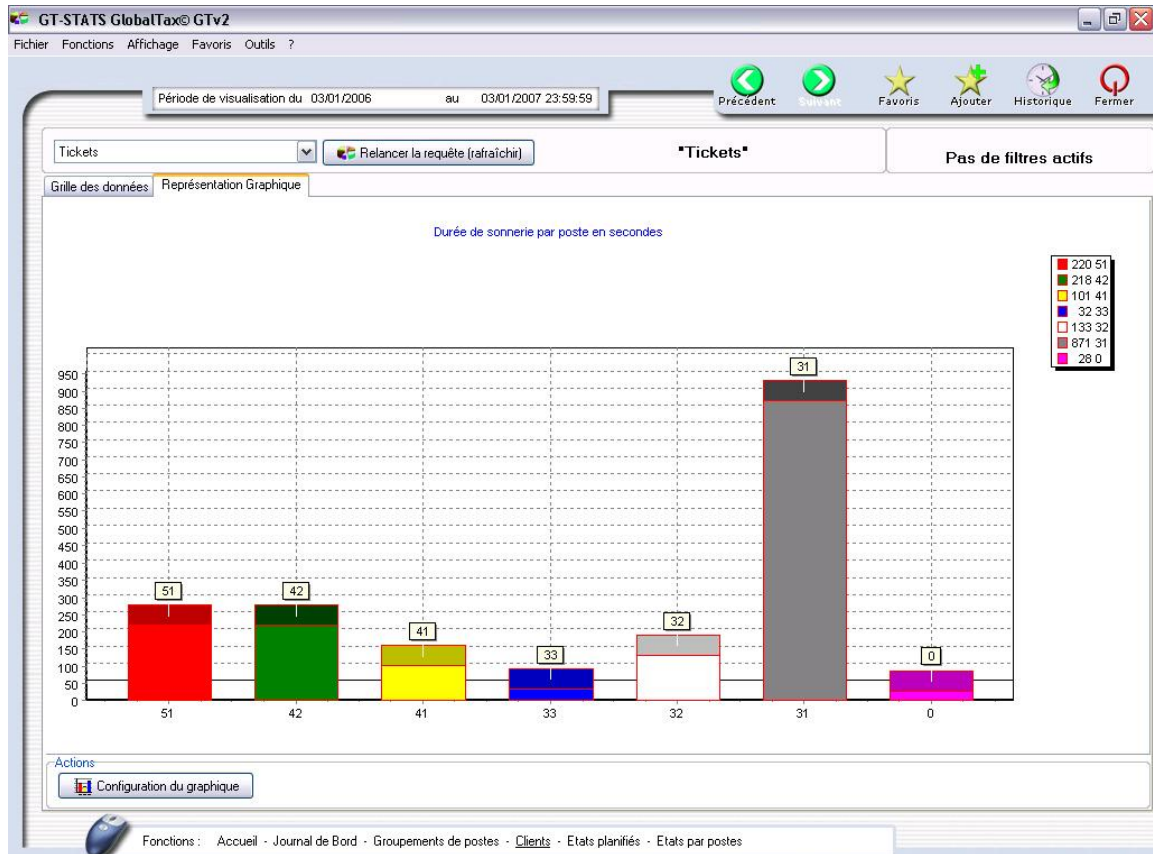 GT-STATS GlobalTax© GTv2
Fichier Fonctions Affichage Favoris Outils ?
Période de visualisation du 03/01/2006 au 03/01/2007 23:59:59
Précédent Suivant Favoris Ajouter Historique Fermer
Tickets Relancer la requête (rafraîchir) "Tickets" Pas de filtres actifs
Grille des données Représentation Graphique
Durée de sonnerie par poste en secondes
220 51
218 42
101 41
32 33
133 32
871 31
28 0
950
900
850
800
750
700
650
600
550
500
450
400
350
300
250
200
150
100
50
0
51 42 41 33 32 31 0
51 42 41 33 32 31 0
Actions
Configuration du graphique
Fonctions : Accueil - Journal de Bord - Groupements de postes - Clients - Etats planifiés - Etats par postes